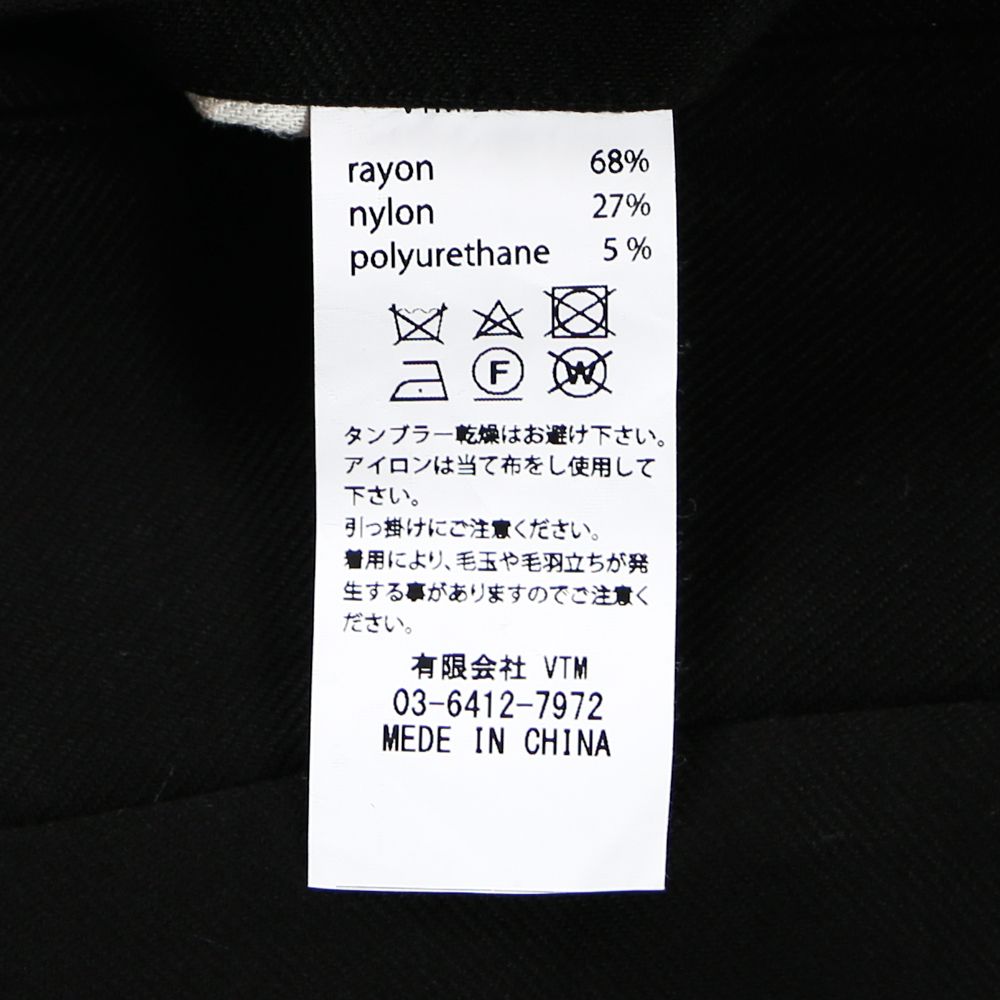 rayon 68%
nylon 27%
polyurethane 5 %
F W
タンブラー乾燥はお避け下さい。
アイロンは当て布をし使用して
下さい。
引っ掛けにご注意ください。
着用により、毛玉や毛羽立ちが発
生する事がありますのでご注意く
ださい。
有限会社 VTM
03-6412-7972
MEDE IN CHINA